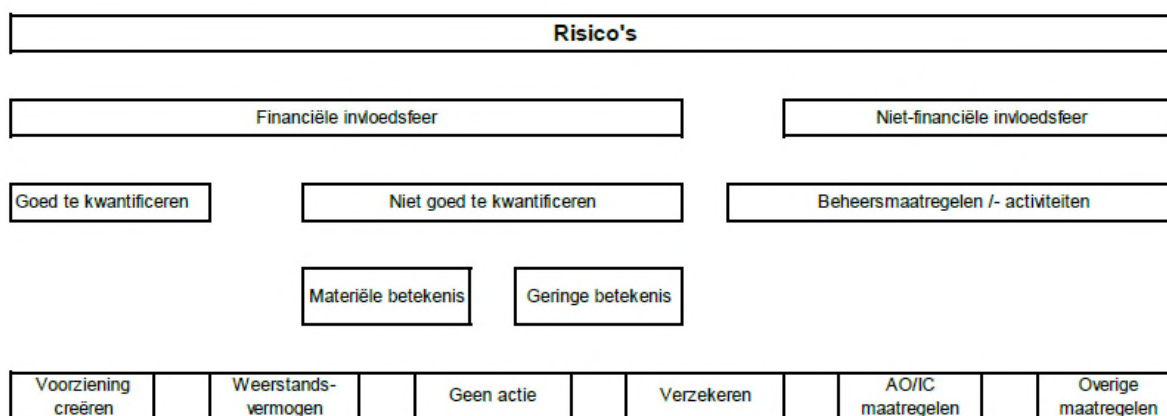 Risico's
Financiële invloedsfeer
Niet-financiële invloedsfeer
Goed te kwantificeren
Niet goed te kwantificeren
Beheersmaatregelen /- activiteiten
Materiële betekenis
Geringe betekenis
Voorziening
creëren
Weerstands-
vermogen
Geen actie
Verzekeren
AO/IC
maatregelen
Overige
maatregelen